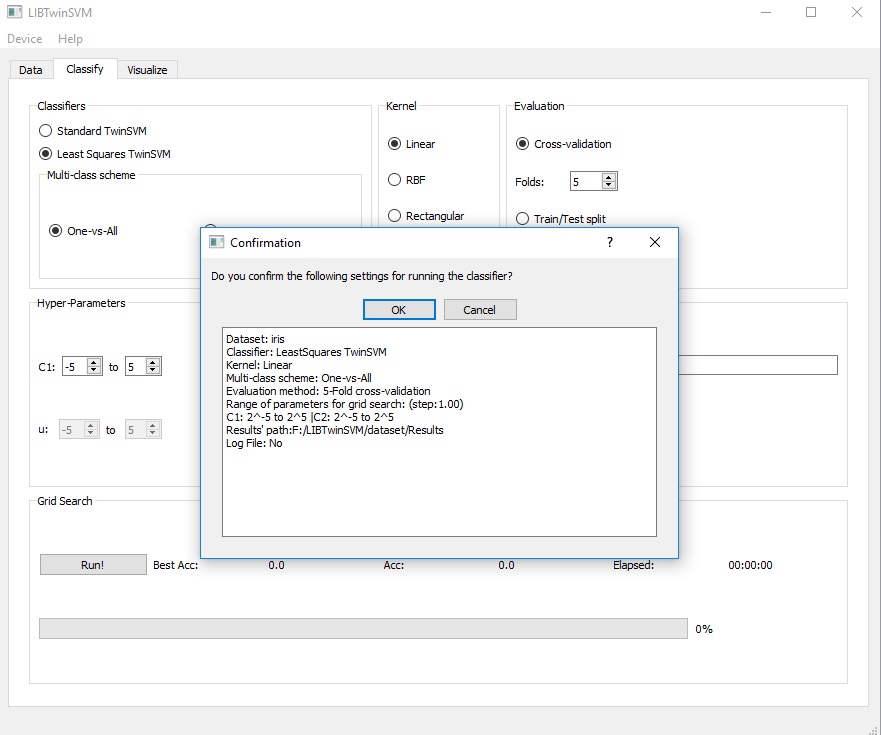 LIBTwinSVM
Device Help
Data Classify Visualize
Classifiers
Standard TwinSVM
Least Squares TwinSVM
Multi-class scheme
One-vs-All
Kernel
Linear
RBF
Rectangular
Evaluation
Cross-validation
Folds: 5
Train/Test split
Confirmation ?
Do you confirm the following settings for running the classifier?
OK Cancel
Dataset: iris
Classifier: LeastSquares TwinSVM
Kernel: Linear
Multi-class scheme: One-vs-All
Evaluation method: 5-Fold cross-validation
Range of parameters for grid search: (step:1.00)
C1: 2^-5 to 2^5 |C2: 2^-5 to 2^5
Results' path:F:/LIBTwinSVM/dataset/Results
Log File: No
Hyper-Parameters
C1: -5 to 5
u: -5 to 5
Grid Search
Run! Best Acc: 0.0 Acc: 0.0 Elapsed: 00:00:00
0%